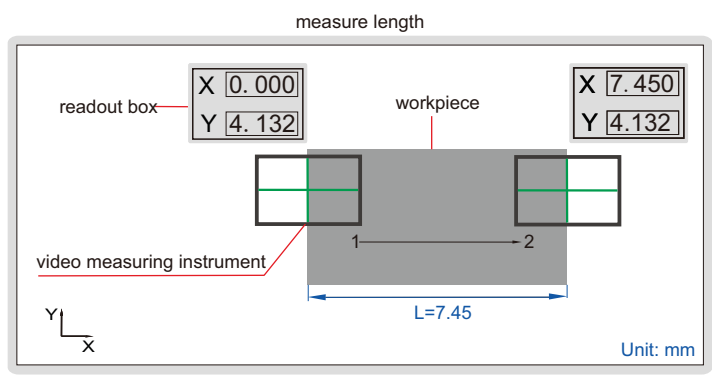 measure length
X 0.000
Y 4.132
X 7.450
Y 4.132
readout box
workpiece
1
2
video measuring instrument
L=7.45
Y
X
Unit: mm